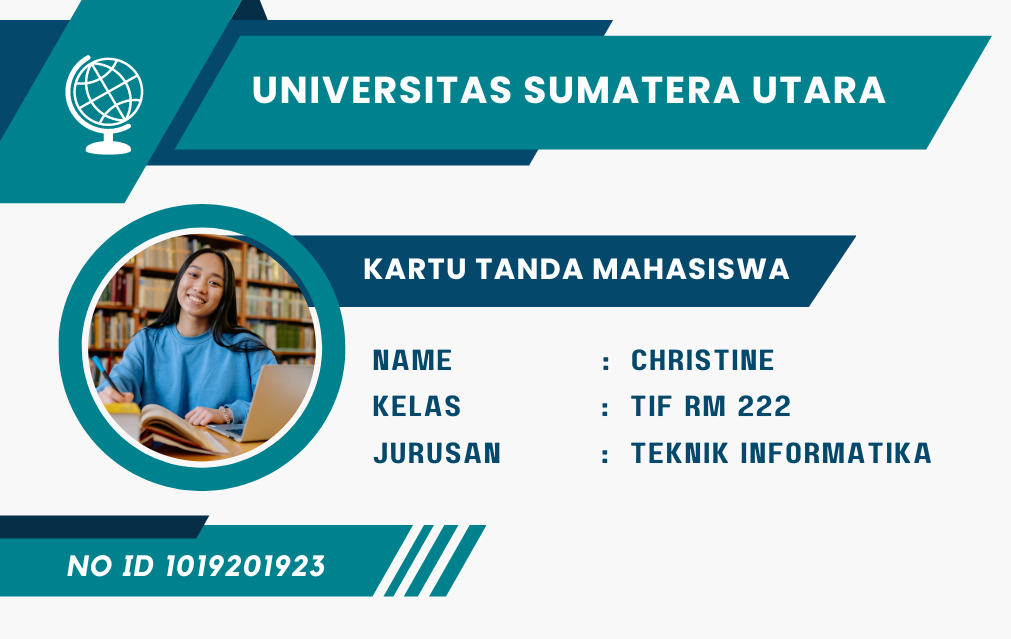 UNIVERSITAS SUMATERA UTARA
KARTU TANDA MAHASISWA
NAME : CHRISTINE
KELAS : TIF RM 222
JURUSAN : TEKNIK INFORMATIKA
NO ID 1019201923